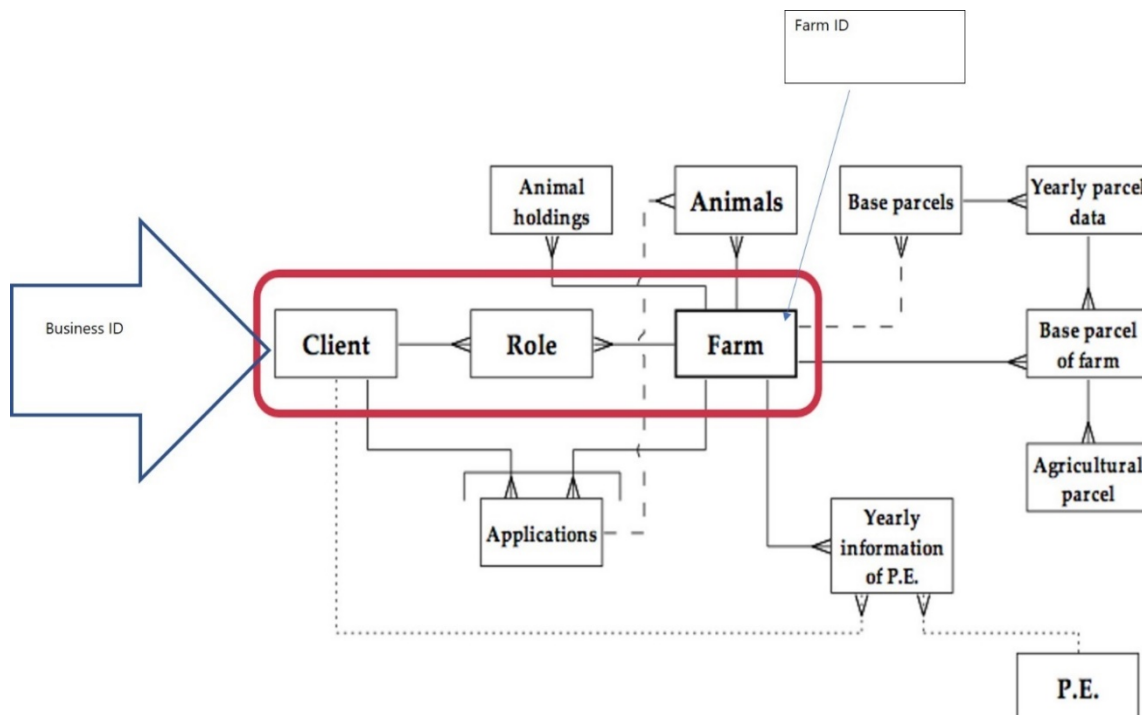 Farm ID
Animal
holdings
Animals
Base parcels
Yearly parcel
data
Business ID
Client
Role
Farm
Base parcel
of farm
Agricultural
parcel
Applications
Yearly
information
of P.E.
P.E.